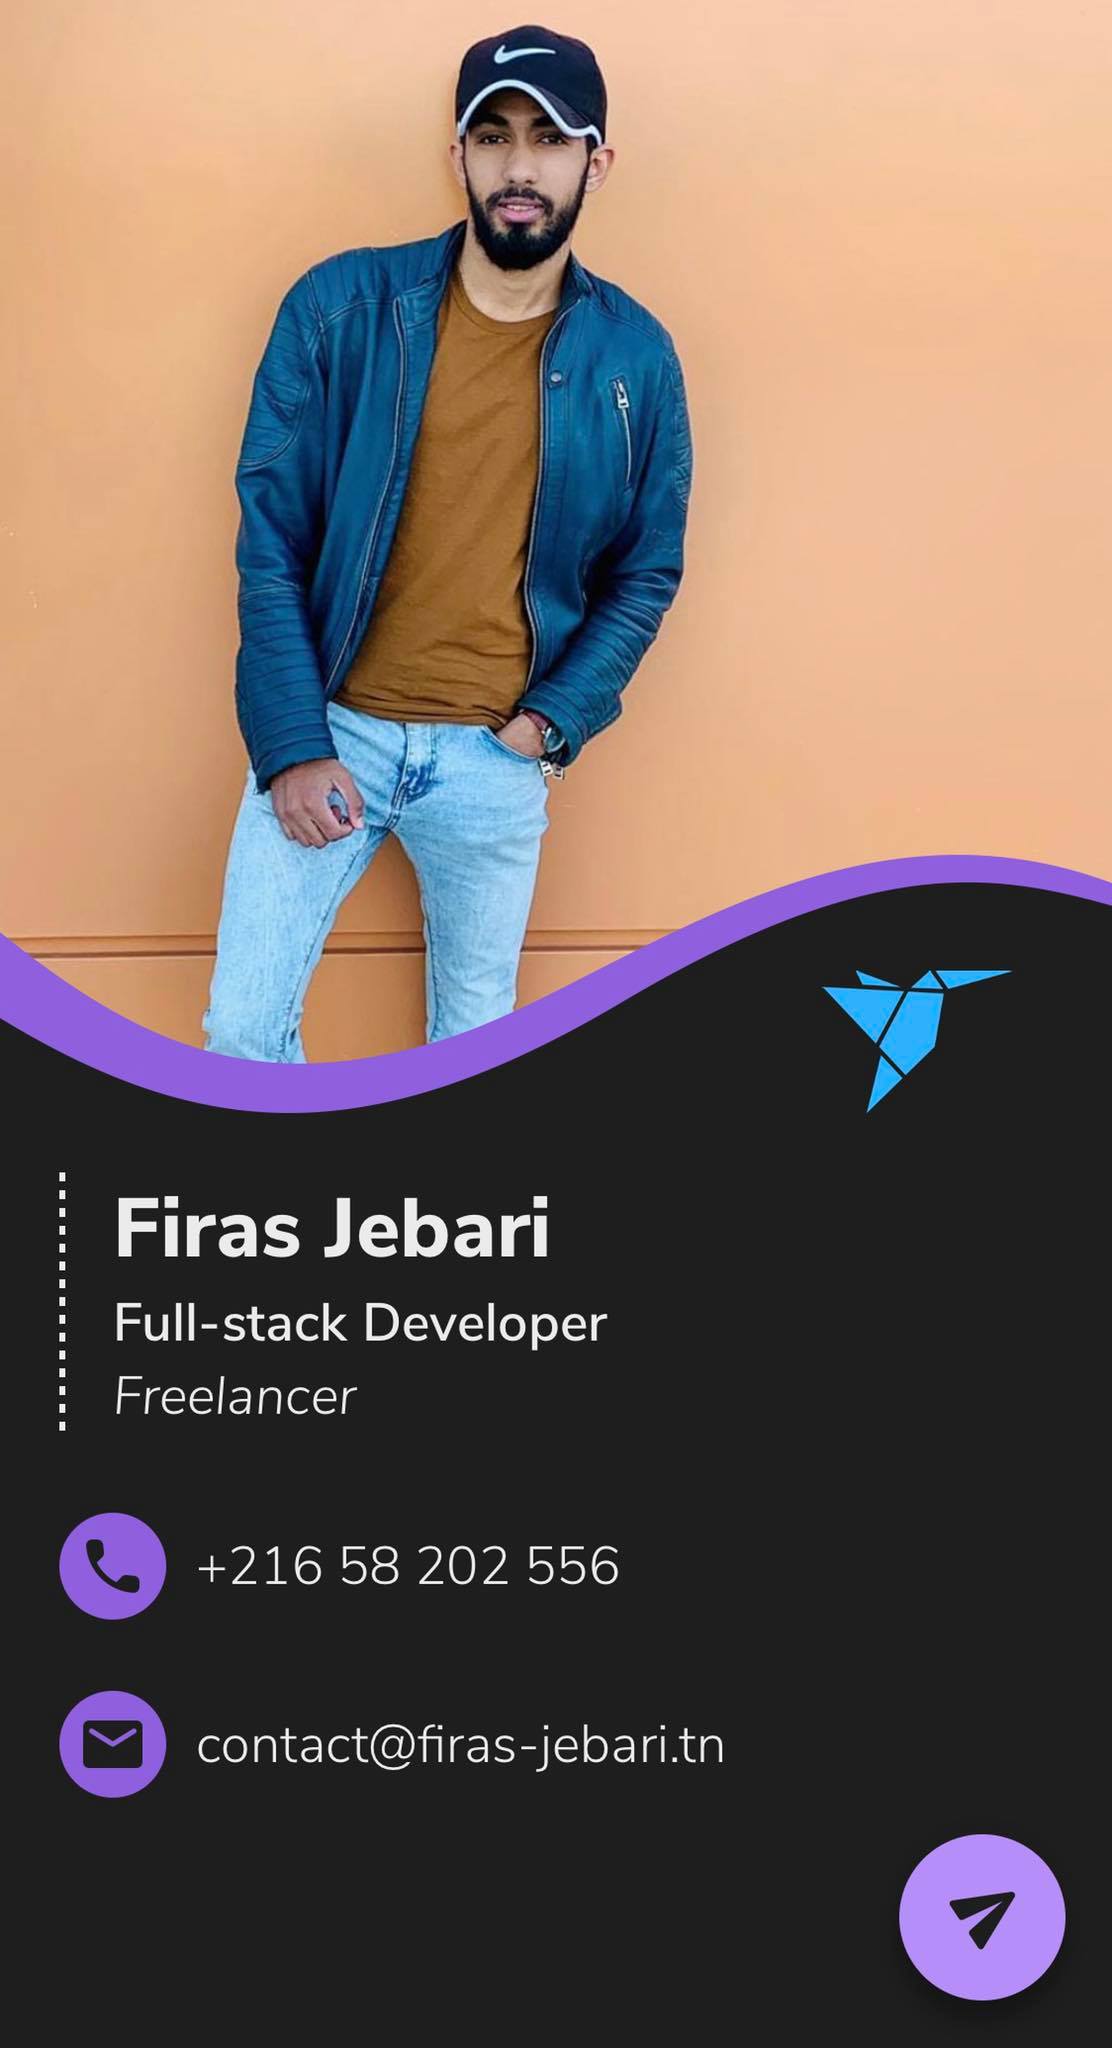 Firas Jebari
Full-stack Developer
Freelancer
+216 58 202 556
contact@firas-jebari.tn